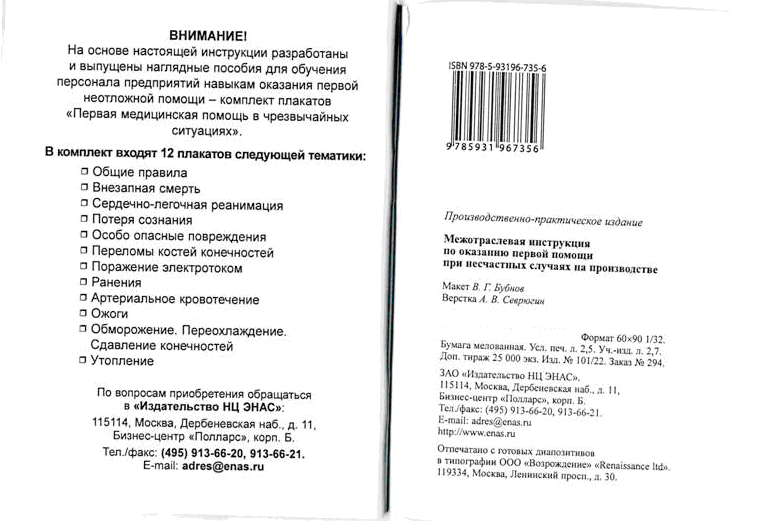 ВНИМАНИЕ!
На основе настоящей инструкции разработаны
и выпущены наглядные пособия для обучения
персонала предприятий навыкам оказания первой
неотложной помощи – комплект плакатов
«Первая медицинская помощь в чрезвычайных
ситуациях».
В комплект входят 12 плакатов следующей тематики:
❒ Общие правила
❒ Внезапная смерть
❒ Сердечно-легочная реанимация
❒ Потеря сознания
❒ Особо опасные повреждения
❒ Переломы костей конечностей
❒ Поражение электротоком
❒ Ранения
❒ Артериальное кровотечение
❒ Ожоги
❒ Обморожение. Переохлаждение.
Сдавление конечностей
❒ Утопление
По вопросам приобретения обращаться
в «Издательство НЦ ЭНАС»:
115114, Москва, Дербеневская наб., д. 11,
Бизнес-центр «Полларс», корп. Б.
Тел./факс: (495) 913-66-20, 913-66-21.
E-mail: adres@enas.ru
ISBN 978-5-93196-735-6
9 785931 967356
Производственно-практическое издание
Межотраслевая инструкция
по оказанию первой помощи
при несчастных случаях на производстве
Макет В. Г. Бубнов
Верстка А. В. Севрюгин
Формат 60×90 1/32.
Бумага мелованная. Усл. печ. л. 2,5. Уч.-изд. л. 2,7.
Доп. тираж 25 000 экз. Изд. № 101/22. Заказ № 294.
ЗАО «Издательство НЦ ЭНАС».
115114, Москва, Дербеневская наб., д. 11,
Бизнес-центр «Полларс», корп. Б.
Тел./факс: (495) 913-66-20, 913-66-21.
E-mail: adres@enas.ru
http://www.enas.ru
Отпечатано с готовых диапозитивов
в типографии ООО «Возрождение» «Renaissance ltd».
119334, Москва, Ленинский просп., д. 30.